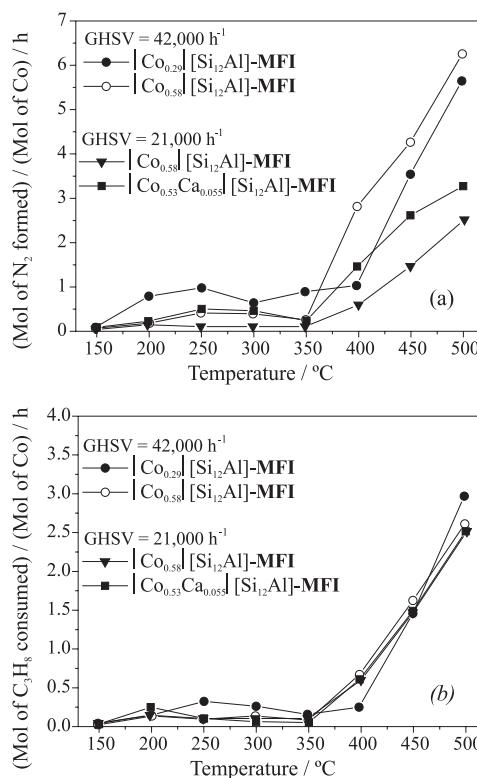 7
GHSV = 42,000 h⁻¹
| Co₀.₂₉| [Si₁₂Al]-MFI
6
| Co₀.₅₈| [Si₁₂Al]-MFI
5
GHSV = 21,000 h⁻¹
4
| Co₀.₅₈| [Si₁₂Al]-MFI
| Co₀.₅₃Ca₀.₀₅₅| [Si₁₂Al]-MFI
3
2
1
(a)
0
(Mol of N₂ formed) / (Mol of Co) / h
150 200 250 300 350 400 450 500
Temperature / ºC
4.0
GHSV = 42,000 h⁻¹
3.5
| Co₀.₂₉| [Si₁₂Al]-MFI
| Co₀.₅₈| [Si₁₂Al]-MFI
3.0
2.5
GHSV = 21,000 h⁻¹
| Co₀.₅₈| [Si₁₂Al]-MFI
2.0
| Co₀.₅₃Ca₀.₀₅₅| [Si₁₂Al]-MFI
1.5
1.0
0.5
(b)
0.0
(Mol of C₃H₈ consumed) / (Mol of Co) / h
150 200 250 300 350 400 450 500
Temperature / ºC